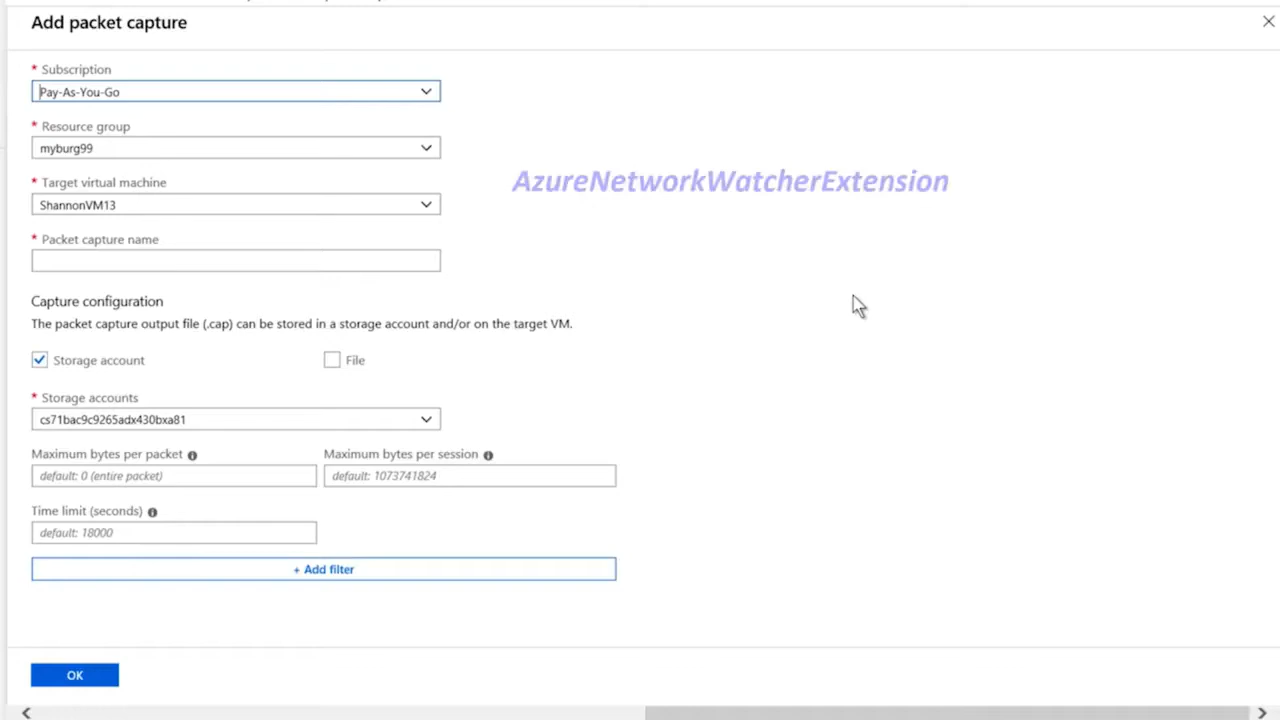 Add packet capture
* Subscription
Pay-As-You-Go
* Resource group
myburg99
* Target virtual machine
ShannonVM13
AzureNetworkWatcherExtension
* Packet capture name
Capture configuration
The packet capture output file (.cap) can be stored in a storage account and/or on the target VM.
Storage account File
* Storage accounts
cs71bac9c9265adx430bxa81
Maximum bytes per packet Maximum bytes per session
default: 0 (entire packet) default: 1073741824
Time limit (seconds)
default: 18000
+ Add filter
OK